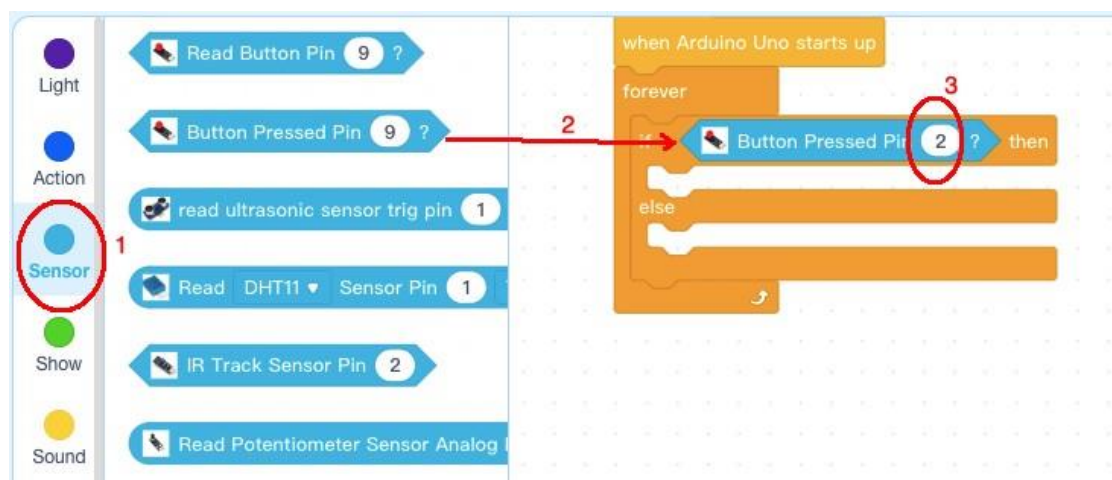 Light
Action
Sensor
Show
Sound
1
Read Button Pin 9 ?
Button Pressed Pin 9 ?
read ultrasonic sensor trig pin 1
Read DHT11 Sensor Pin 1
IR Track Sensor Pin 2
Read Potentiometer Sensor Analog
2
when Arduino Uno starts up
forever
3
if Button Pressed Pin 2 ? then
else